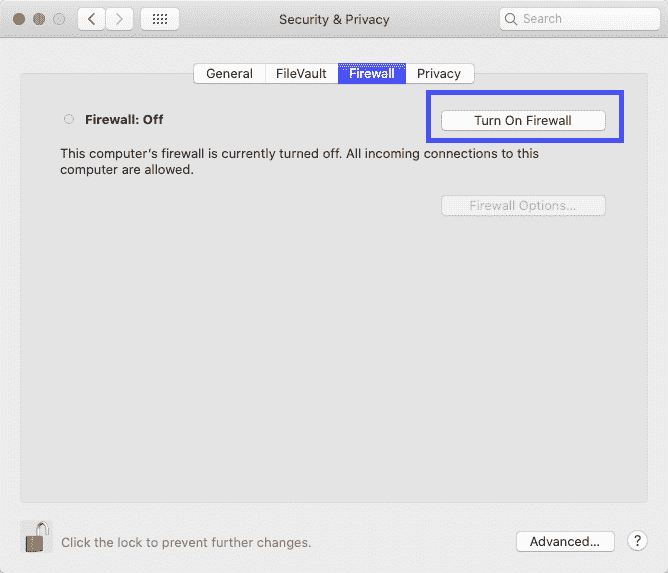 Security & Privacy
Search
General
FileVault
Firewall
Privacy
Firewall: Off
Turn On Firewall
This computer's firewall is currently turned off. All incoming connections to this
computer are allowed.
Firewall Options...
Click the lock to prevent further changes.
Advanced...
?